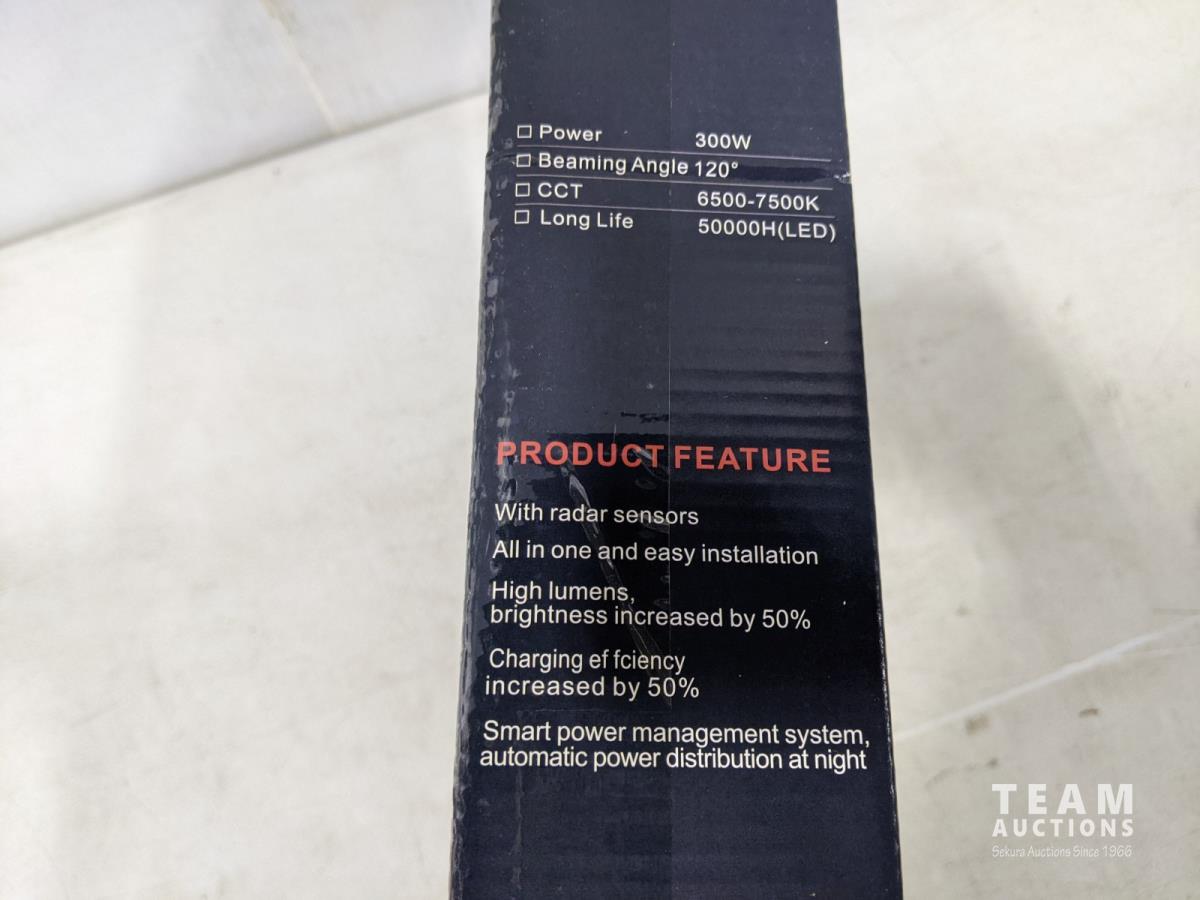 ☐ Power 300W
☐ Beaming Angle 120°
☐ CCT 6500-7500K
☐ Long Life 50000H(LED)
PRODUCT FEATURE
With radar sensors
All in one and easy installation
High lumens,
brightness increased by 50%
Charging ef fciency
increased by 50%
Smart power management system,
automatic power distribution at night
TEAM
AUCTIONS
Sekura Auctions Since 1966